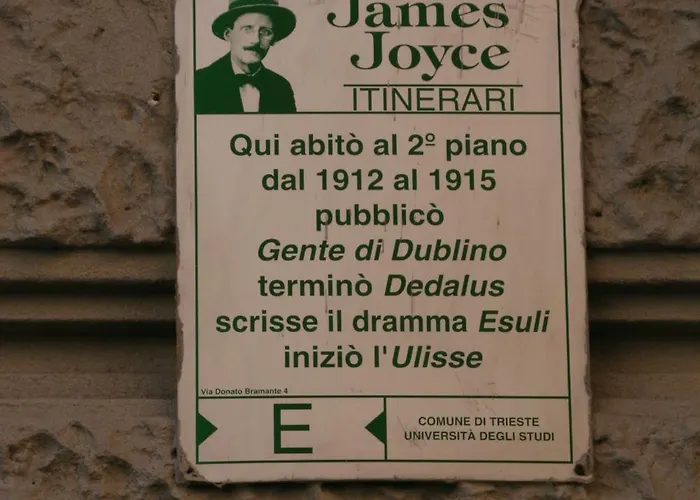 James
Joyce
ITINERARI
Qui abitò al 2º piano
dal 1912 al 1915
pubblicò
Gente di Dublino
terminò Dedalus
scrisse il dramma Esuli
iniziò l'Ulisse
Via Donato Bramante 4
E
COMUNE DI TRIESTE
UNIVERSITÀ DEGLI STUDI